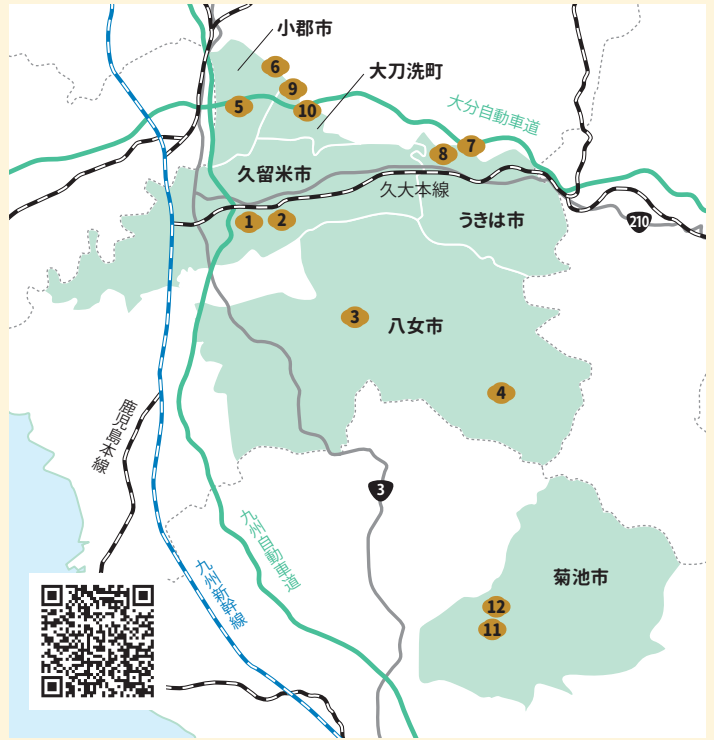 小郡市
6
大刀洗町
9
5
10
大分自動車道
7
8
久留米市
久大本線
1
2
うきは市
210
3
八女市
4
鹿児島本線
3
九州自動車道
九州新幹線
菊池市
12
11